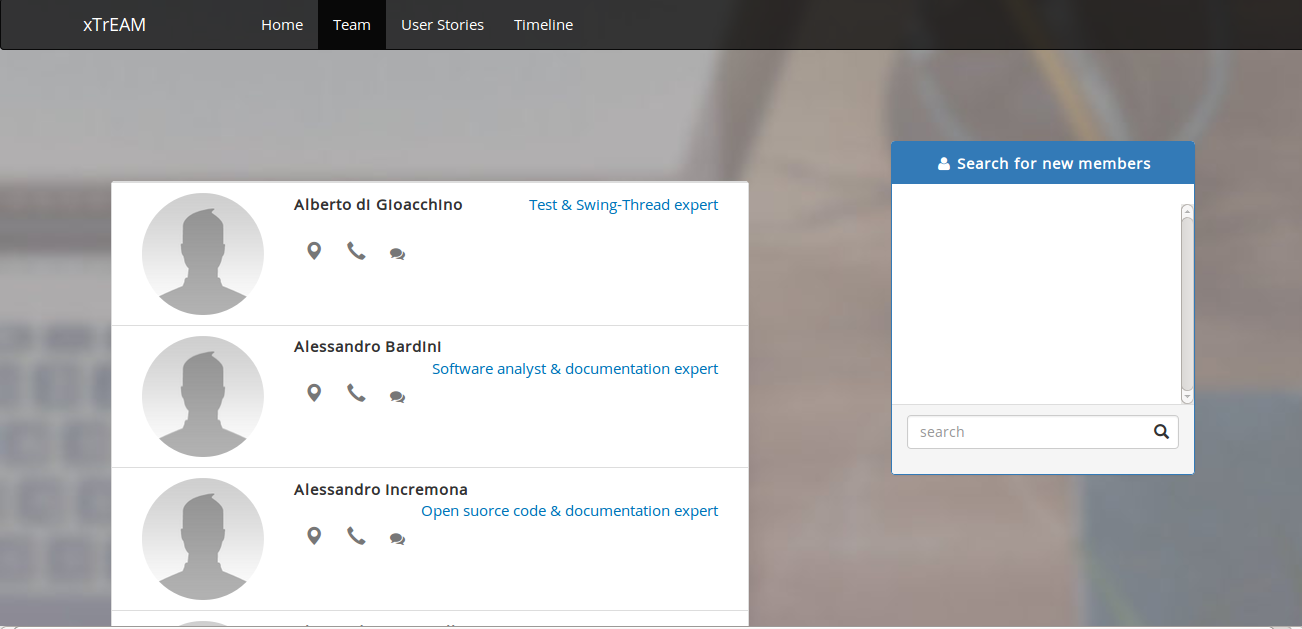 xTrEAM Home Team User Stories Timeline
Search for new members
Alberto di Gioacchino Test & Swing-Thread expert
Alessandro Bardini
Software analyst & documentation expert
search
Alessandro Incremona
Open suorce code & documentation expert